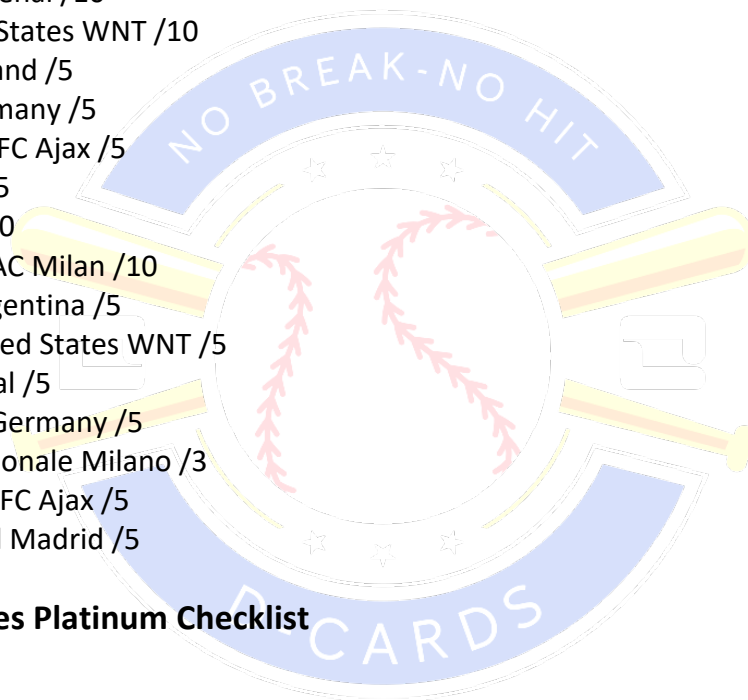 States WNT /10
and /5
many /5
FC Ajax /5
5
0
AC Milan /10
gentina /5
ed States WNT /5
al /5
Germany /5
onale Milano /3
FC Ajax /5
l Madrid /5
es Platinum Checklist
NO BREAK-NO HIT
D-CARDS